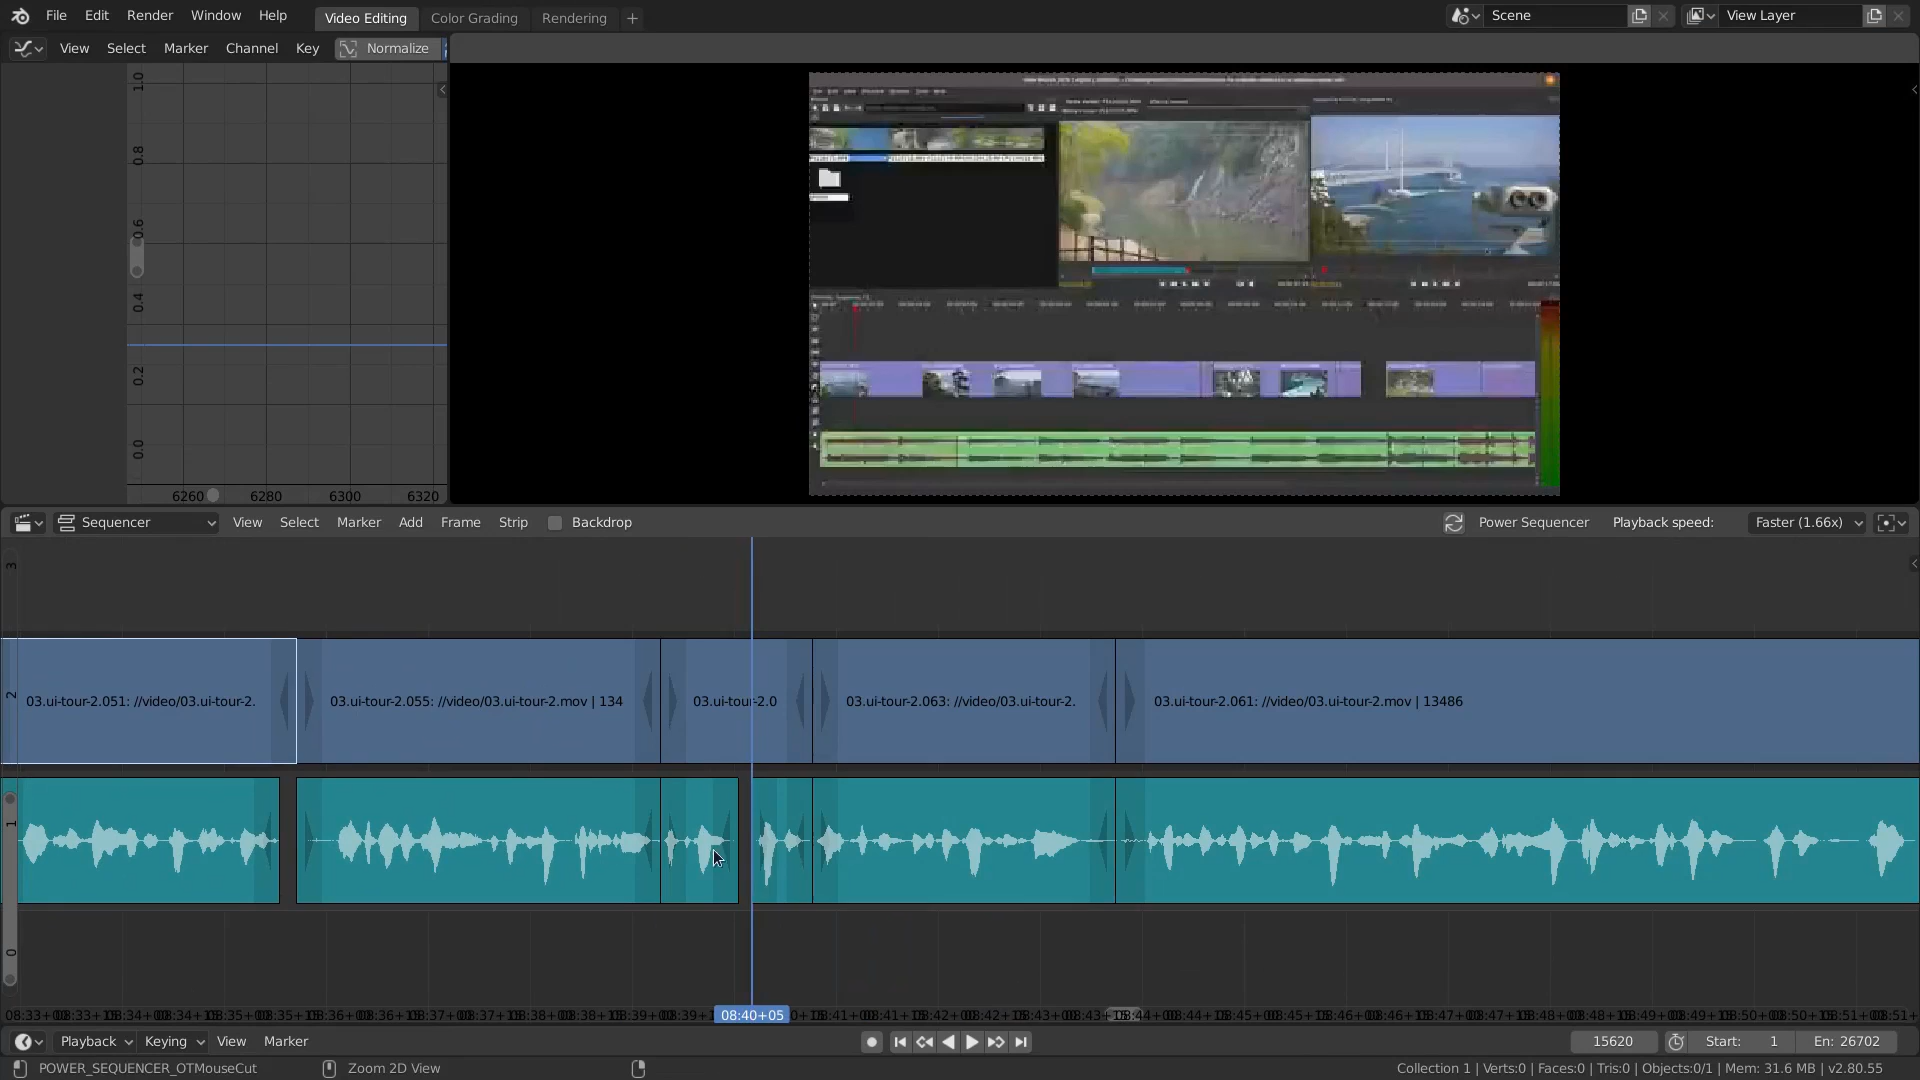 File Edit Render Window Help Video Editing Color Grading Rendering + Scene View Layer
View Select Marker Channel Key Normalize
1.0
0.8
0.6
0.4
0.2
0.0
6260 6280 6300 6320
Sequencer View Select Marker Add Frame Strip Backdrop Power Sequencer Playback speed: Faster (1.66x)
3
2
03.ui-tour-2.051: //video/03.ui-tour-2. 03.ui-tour-2.055: //video/03.ui-tour-2.mov | 134 03.ui-tour-2.0 03.ui-tour-2.063: //video/03.ui-tour-2. 03.ui-tour-2.061: //video/03.ui-tour-2.mov | 13486
1
0
08:40+05
Playback Keying View Marker 15620 Start: 1 En: 26702
POWER_SEQUENCER_OTMouseCut Zoom 2D View Collection 1 | Verts:0 | Faces:0 | Tris:0 | Objects:0/1 | Mem: 31.6 MB | v2.80.55